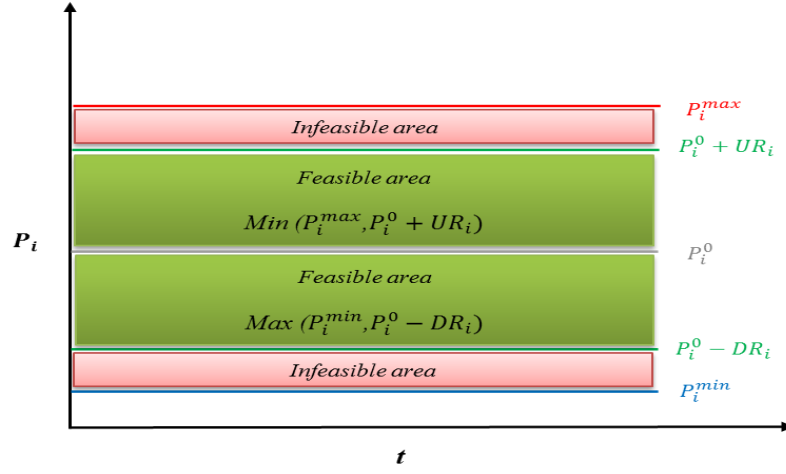 P_i^{max}
Infeasible area
P_i^0 + UR_i
Feasible area
Min (P_i^{max}, P_i^0 + UR_i)
P_i
P_i^0
Feasible area
Max (P_i^{min}, P_i^0 − DR_i)
P_i^0 − DR_i
Infeasible area
P_i^{min}
t